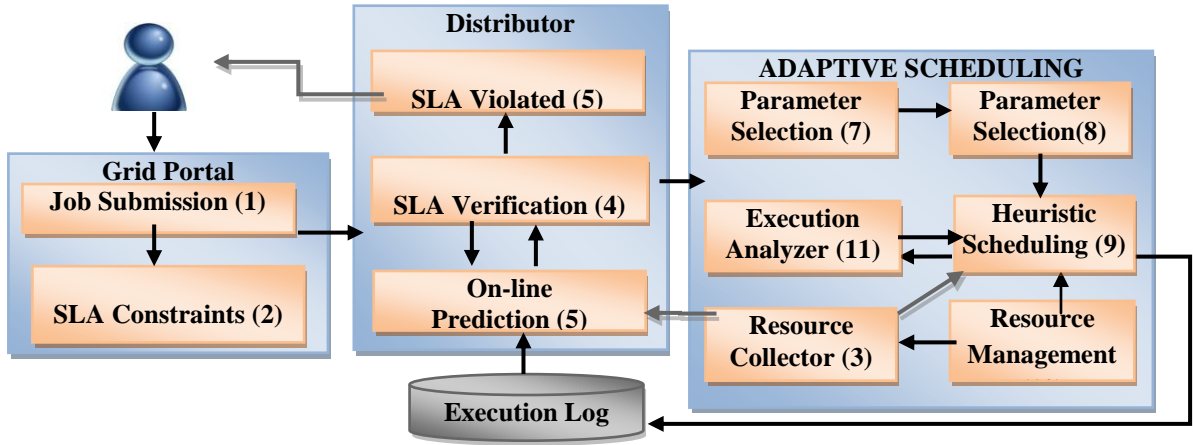 Grid Portal
Job Submission (1)
SLA Constraints (2)
Distributor
SLA Violated (5)
SLA Verification (4)
On-line
Prediction (5)
Execution Log
ADAPTIVE SCHEDULING
Parameter
Selection (7)
Parameter
Selection(8)
Execution
Analyzer (11)
Heuristic
Scheduling (9)
Resource
Collector (3)
Resource
Management